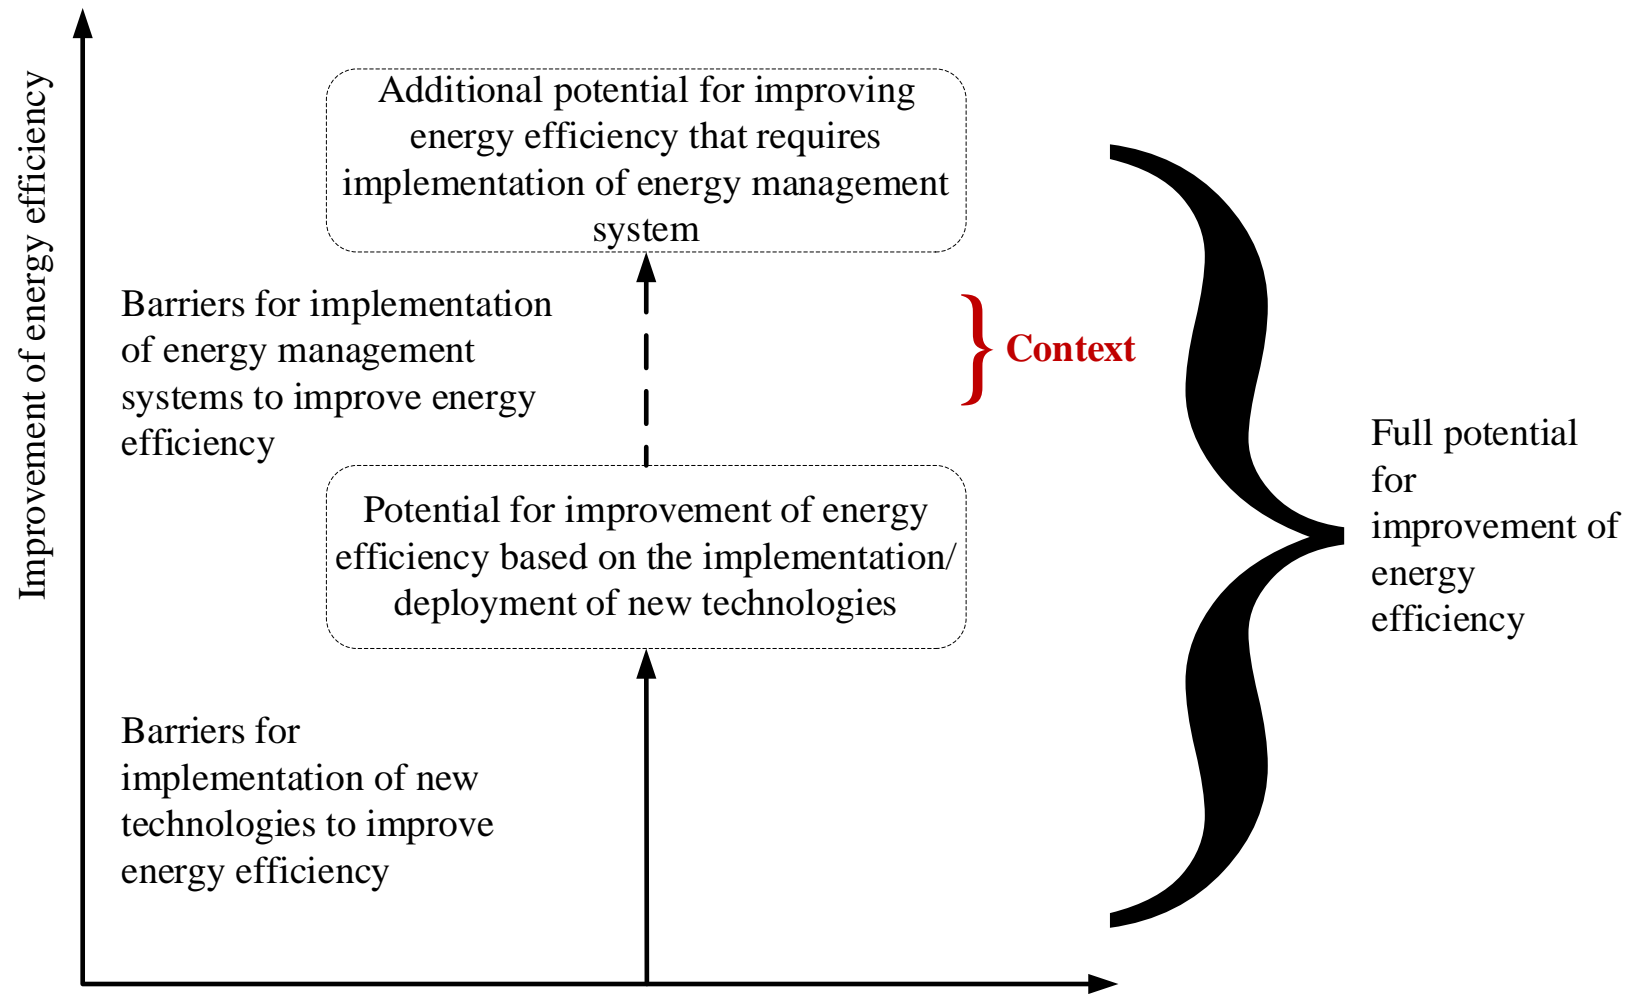 Improvement of energy efficiency
Additional potential for improving
energy efficiency that requires
implementation of energy management
system
Barriers for implementation
of energy management
systems to improve energy
efficiency
Context
Potential for improvement of energy
efficiency based on the implementation/
deployment of new technologies
Full potential
for
improvement of
energy
efficiency
Barriers for
implementation of new
technologies to improve
energy efficiency